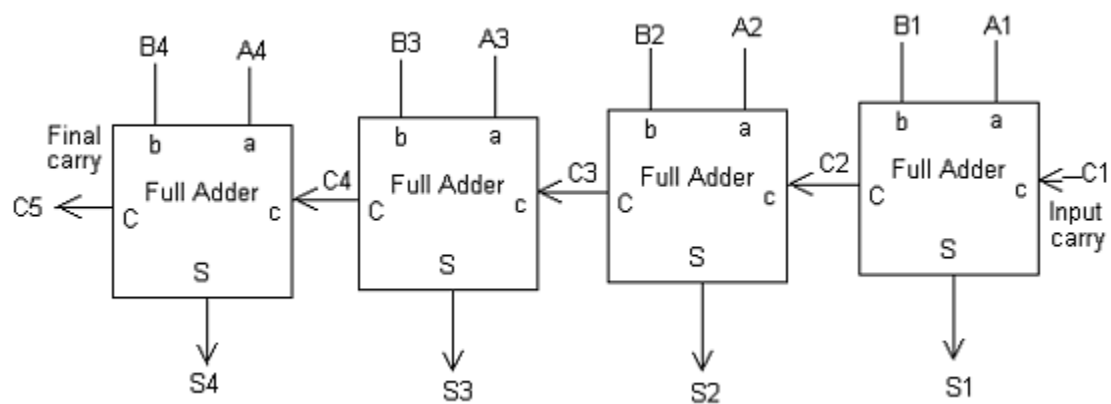 B4 A4 B3 A3 B2 A2 B1 A1
b a b a b a b a
Final
carry
Full Adder Full Adder Full Adder Full Adder
C5 C c C4 C c C3 C c C2 C c C1
Input
carry
S S S S
S4 S3 S2 S1